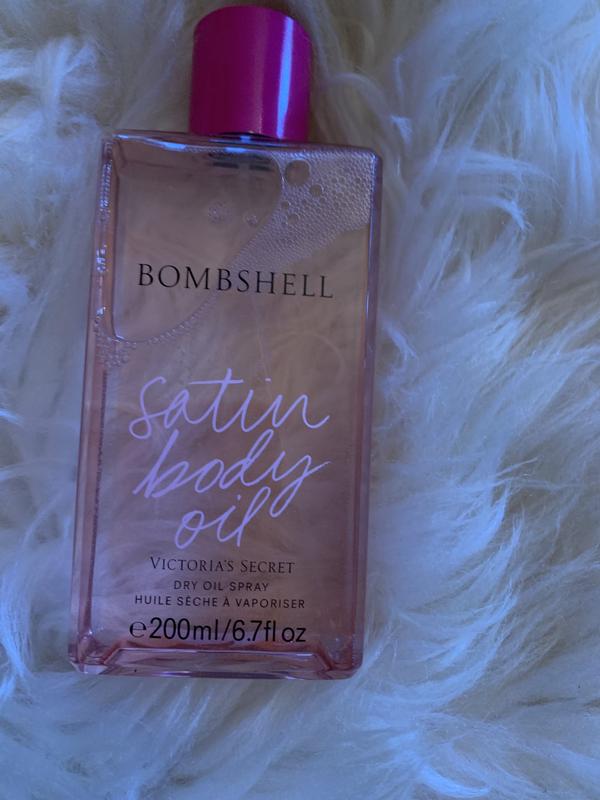 BOMBSHELL
satin
body
oil
VICTORIA'S SECRET
DRY OIL SPRAY
HUILE SÈCHE À VAPORISER
℮200ml/6.7fl oz